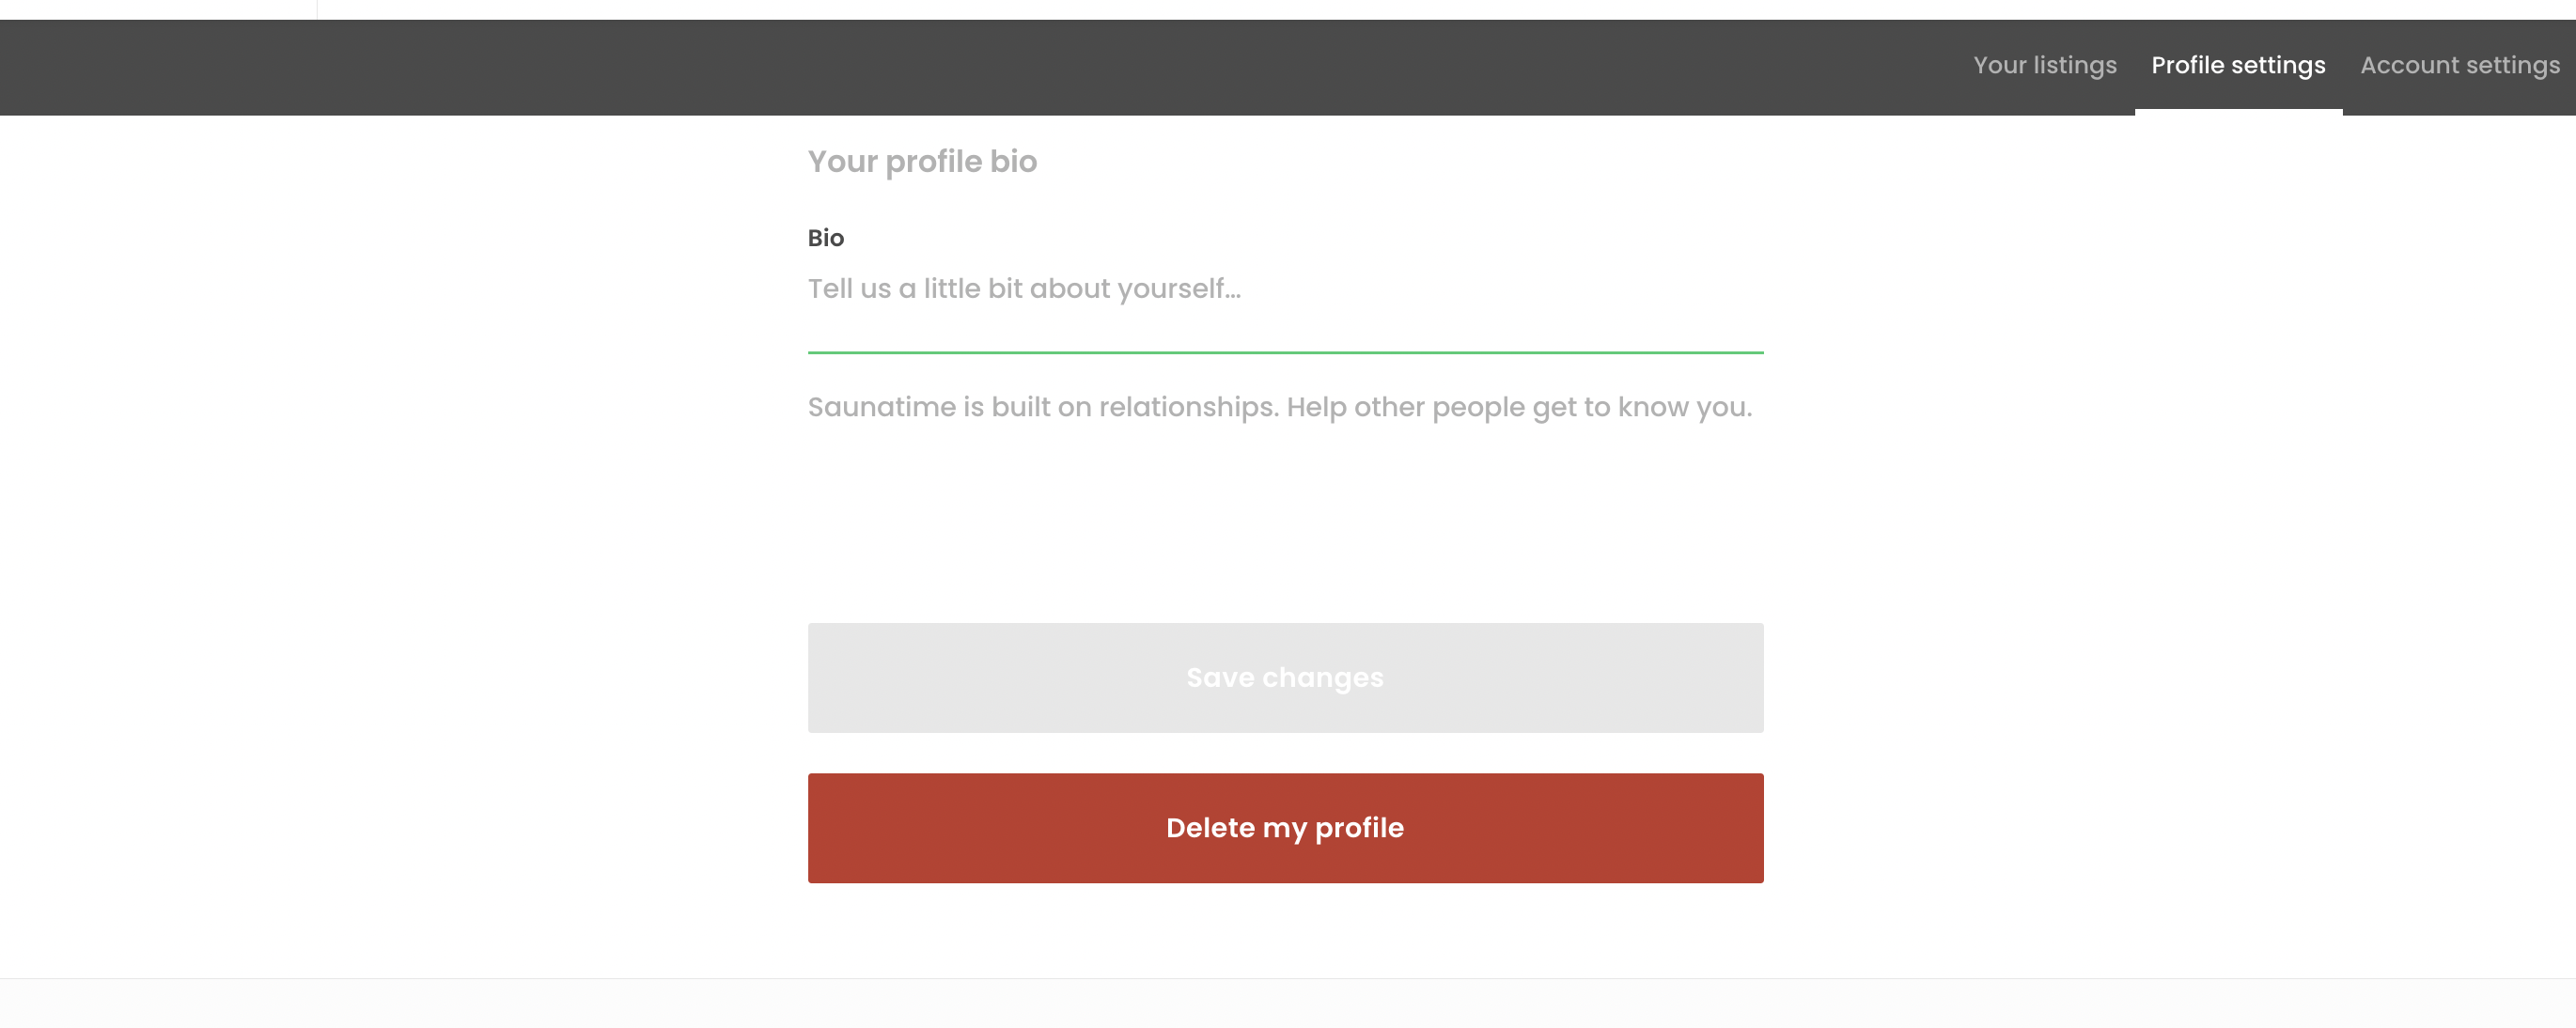 Your listings Profile settings Account settings
Your profile bio
Bio
Tell us a little bit about yourself...
Saunatime is built on relationships. Help other people get to know you.
Save changes
Delete my profile